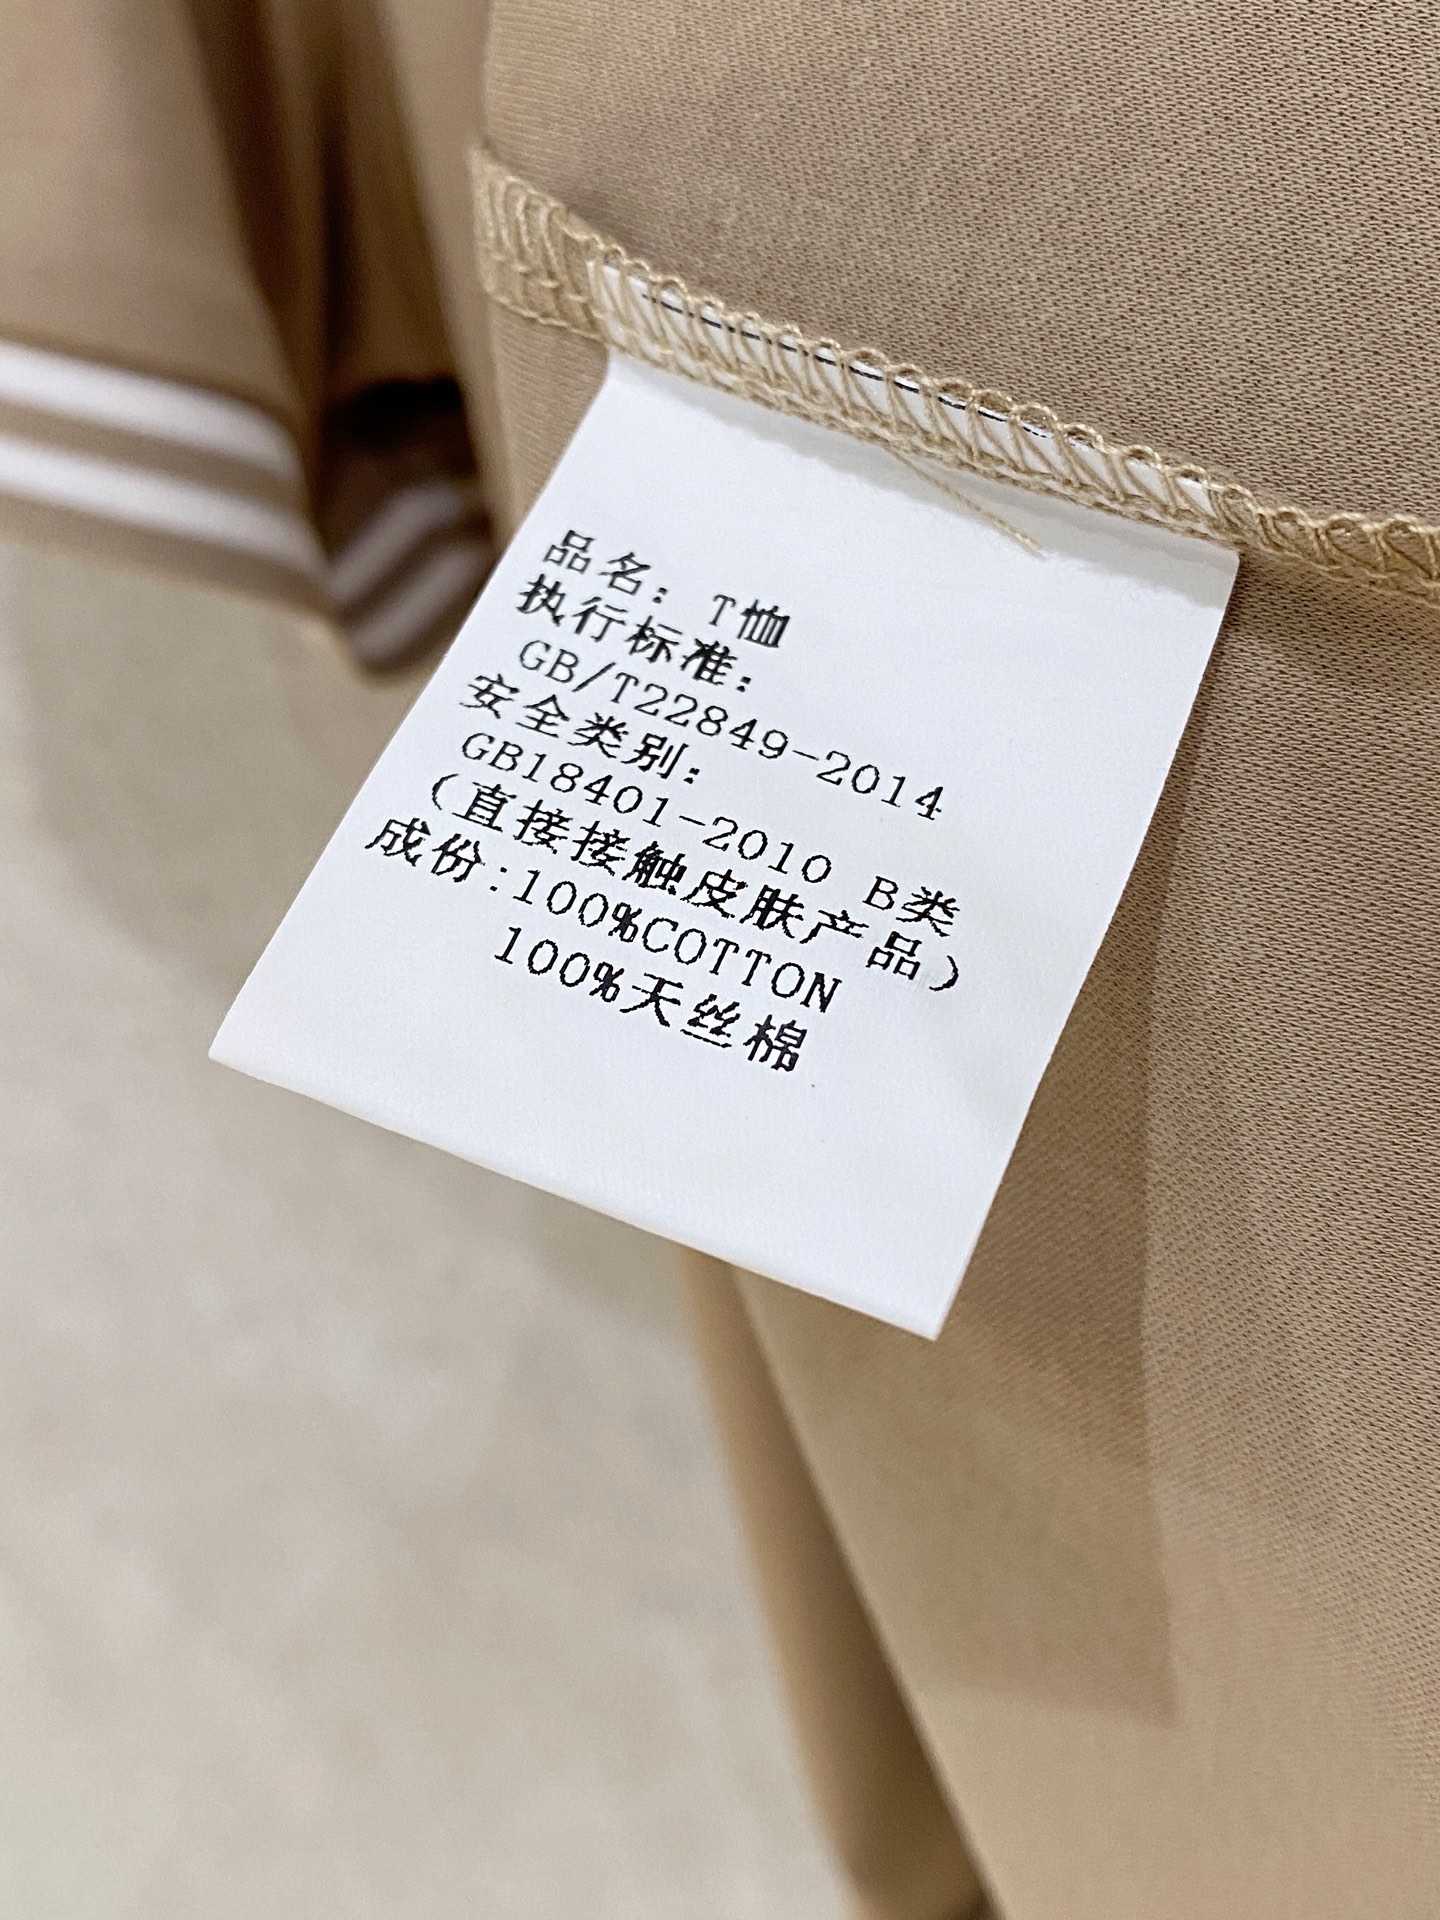 品名：T恤
执行标准：
GB/T22849-2014
安全类别：
GB18401-2010 B类
（直接接触皮肤产品）
成份:100%COTTON
100%天丝棉